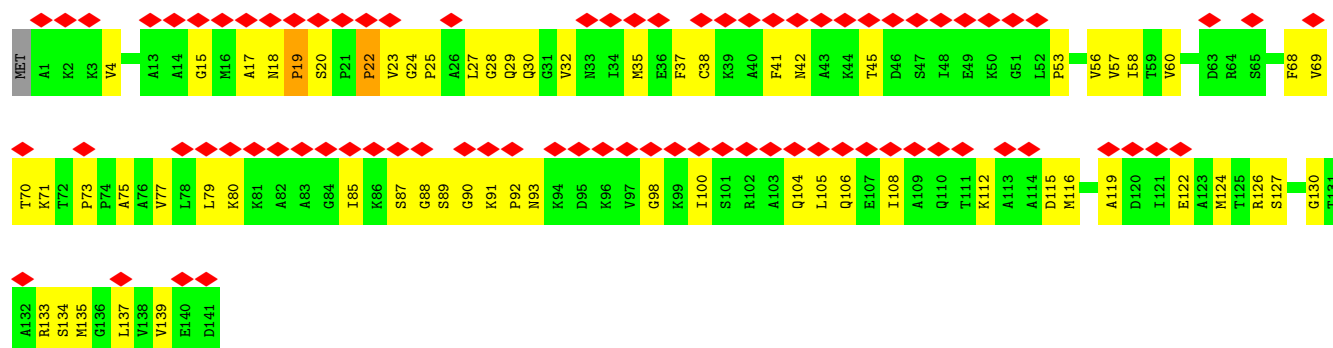 MET A1 K2 K3 V4 A13 A14 G15 M16 A17 N18 P19 S20 P21 P22 V23 G24 P25 A26 L27 G28 Q29 Q30 G31 V32 N33 I34 M35 E36 F37 C38 K39 A40 F41 N42 A43 K44 T45 D46 S47 I48 E49 K50 G51 L52 P53 V56 V57 I58 T59 V60 D63 R64 S65 F68 V69
T70 K71 T72 P73 P74 A75 A76 V77 L78 L79 K80 K81 A82 A83 G84 I85 K86 S87 G88 S89 G90 K91 P92 N93 K94 D95 K96 V97 G98 K99 I100 S101 R102 A103 Q104 L105 Q106 E107 I108 A109 Q110 T111 K112 A113 A114 D115 M116 A119 D120 I121 E122 A123 M124 T125 R126 S127 G130 T131
A132 R133 S134 M135 G136 L137 V138 V139 E140 D141